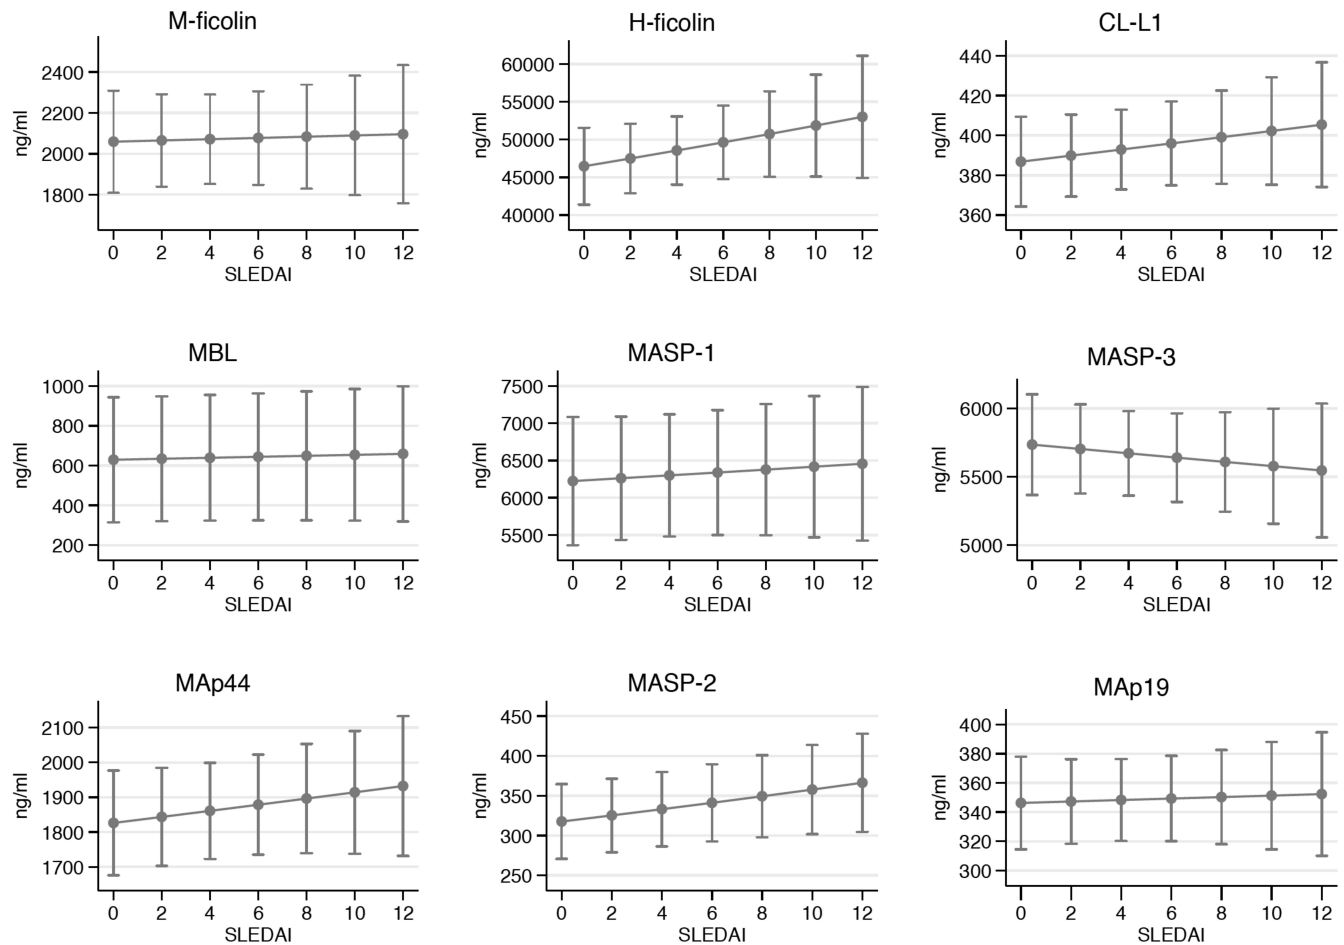 M-ficolin
ng/ml
2400
2200
2000
1800
0 2 4 6 8 10 12
SLEDAI
H-ficolin
ng/ml
60000
55000
50000
45000
40000
0 2 4 6 8 10 12
SLEDAI
CL-L1
ng/ml
440
420
400
380
360
0 2 4 6 8 10 12
SLEDAI
MBL
ng/ml
1000
800
600
400
200
0 2 4 6 8 10 12
SLEDAI
MASP-1
ng/ml
7500
7000
6500
6000
5500
0 2 4 6 8 10 12
SLEDAI
MASP-3
ng/ml
6000
5500
5000
0 2 4 6 8 10 12
SLEDAI
MAp44
ng/ml
2100
2000
1900
1800
1700
0 2 4 6 8 10 12
SLEDAI
MASP-2
ng/ml
450
400
350
300
250
0 2 4 6 8 10 12
SLEDAI
MAp19
ng/ml
400
380
360
340
320
300
0 2 4 6 8 10 12
SLEDAI